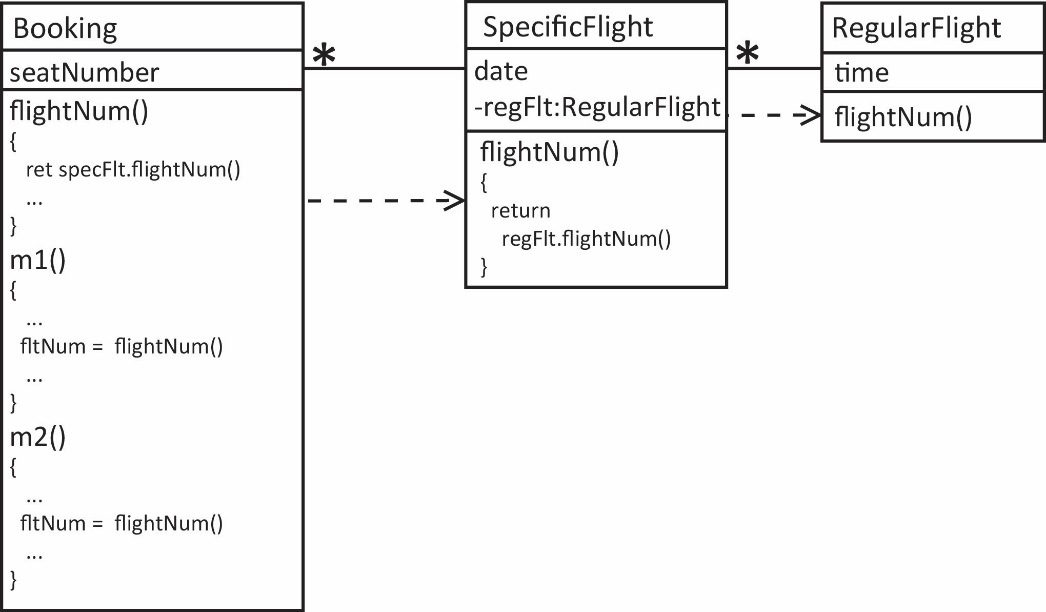 Booking
seatNumber
flightNum()
{
ret specFlt.flightNum()
...
}
m1()
{
...
fltNum = flightNum()
...
}
m2()
{
...
fltNum = flightNum()
...
}
*
SpecificFlight
date
-regFlt:RegularFlight
flightNum()
{
return
regFlt.flightNum()
}
*
RegularFlight
time
flightNum()